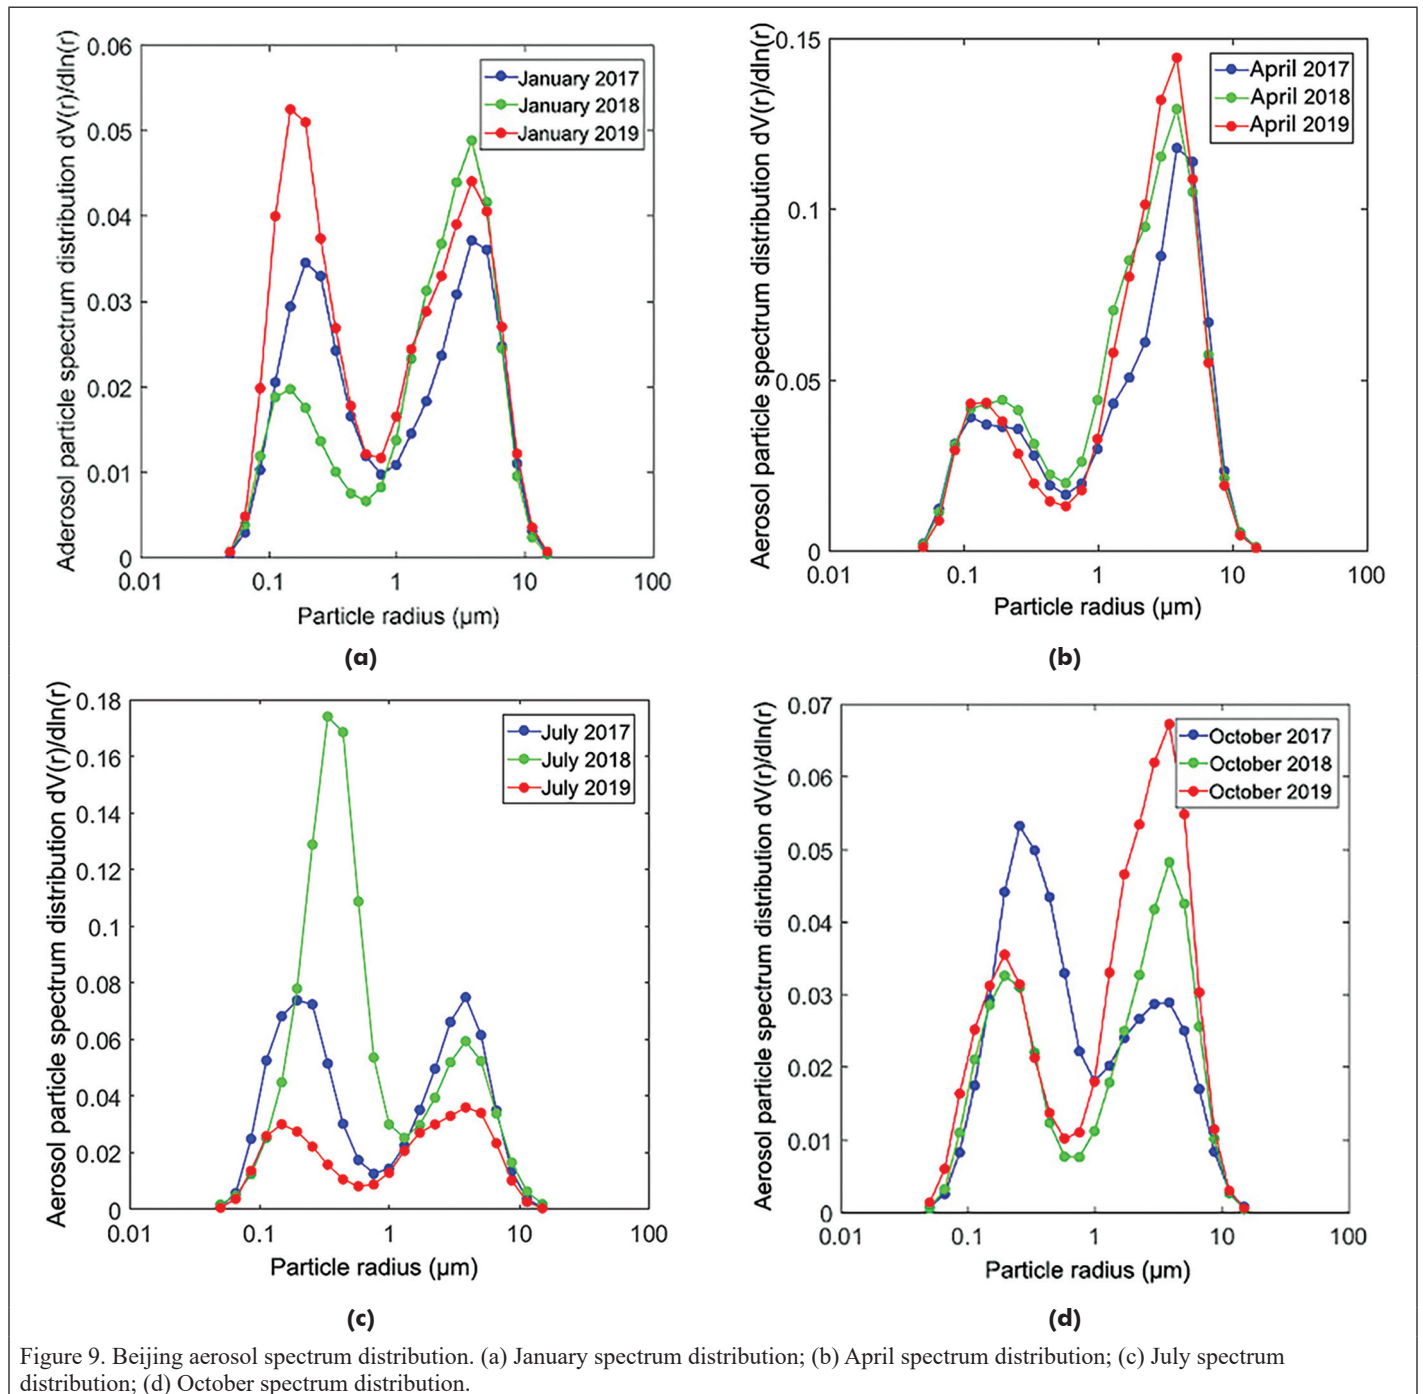 Aderosol particle spectrum distribution dV(r)/dln(r)
0.06
0.05
0.04
0.03
0.02
0.01
0
0.01
0.1
1
10
100
Particle radius (μm)
January 2017
January 2018
January 2019
(a)
Aerosol particle spectrum distribution dV(r)/dln(r)
0.15
0.1
0.05
0
0.01
0.1
1
10
100
Particle radius (μm)
April 2017
April 2018
April 2019
(b)
Aerosol particle spectrum distribution dV(r)/dln(r)
0.18
0.16
0.14
0.12
0.1
0.08
0.06
0.04
0.02
0
0.01
0.1
1
10
100
Particle radius (μm)
July 2017
July 2018
July 2019
(c)
Aerosol particle spectrum distribution dV(r)/dln(r)
0.07
0.06
0.05
0.04
0.03
0.02
0.01
0
0.01
0.1
1
10
100
Particle radius (μm)
October 2017
October 2018
October 2019
(d)
Figure 9. Beijing aerosol spectrum distribution. (a) January spectrum distribution; (b) April spectrum distribution; (c) July spectrum
distribution; (d) October spectrum distribution.